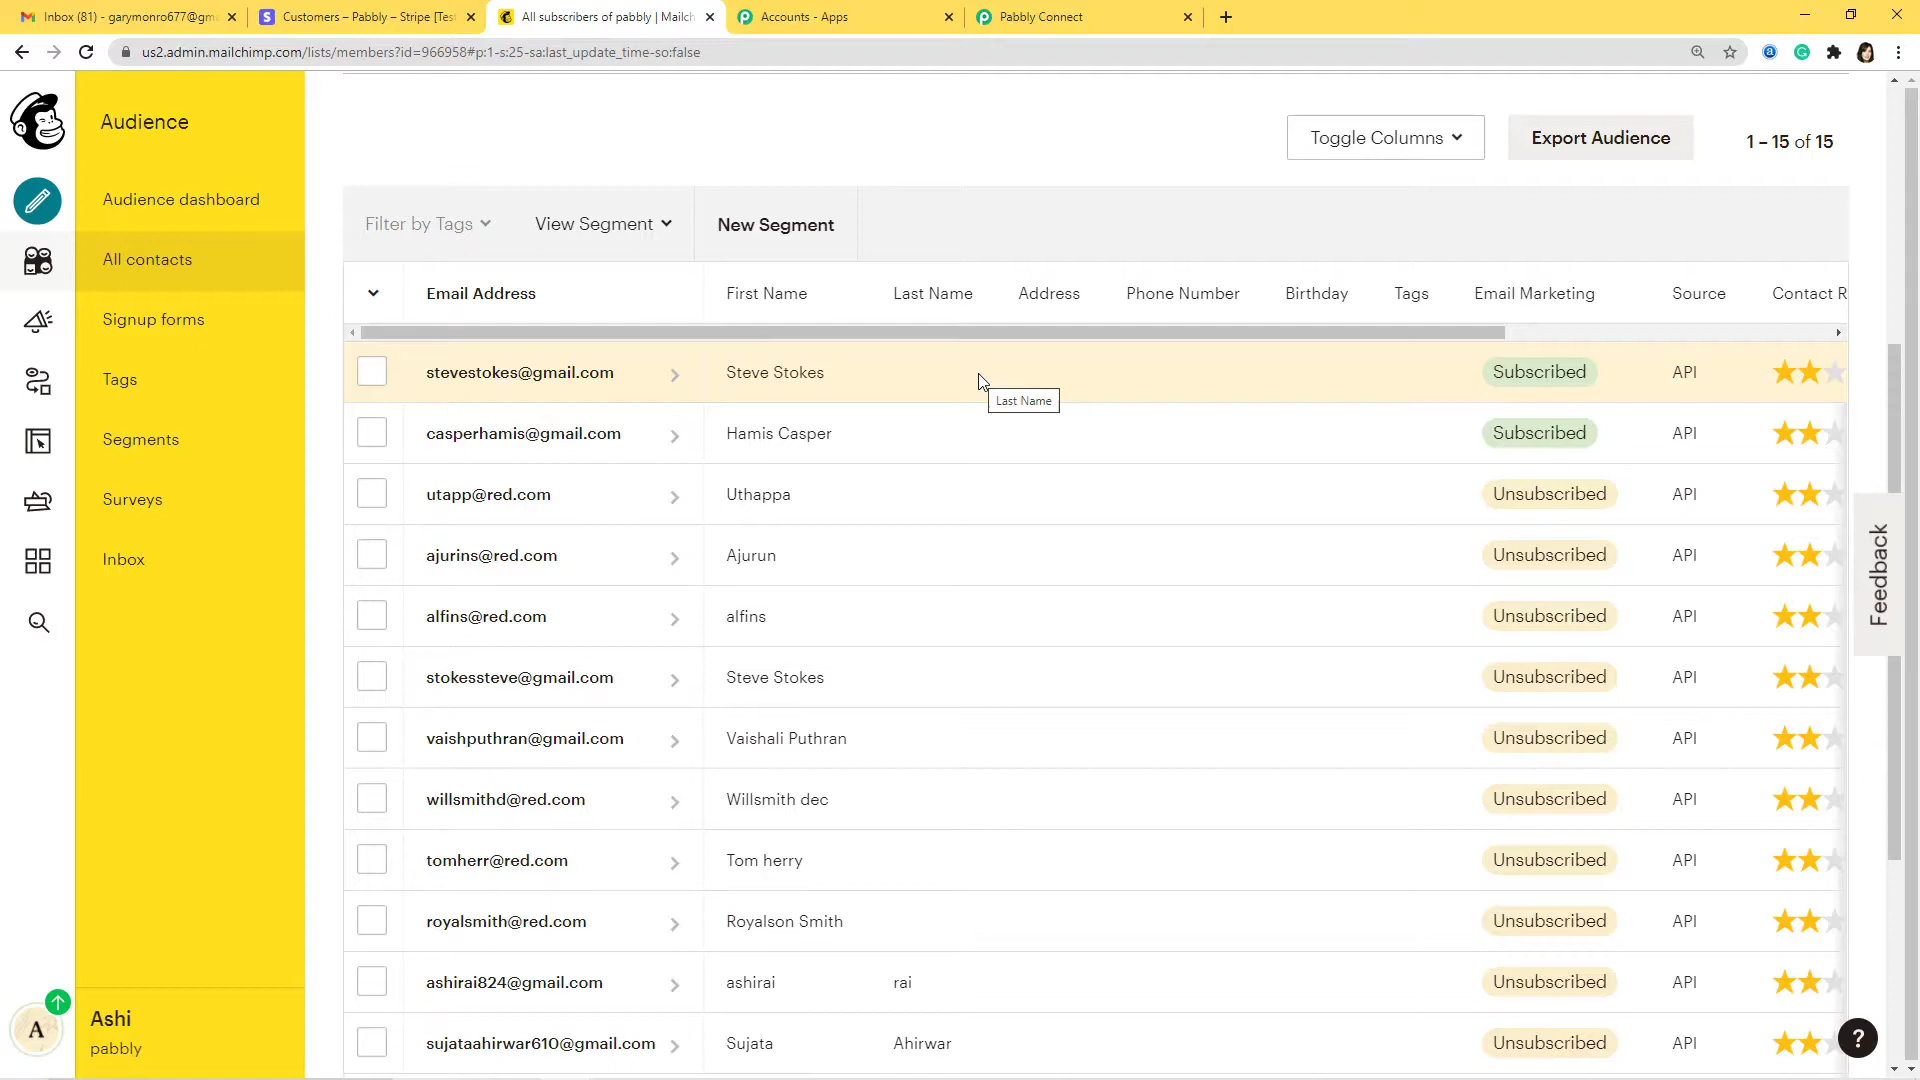 Inbox (81) - garymonro677@gm
Customers – Pabbly – Stripe [Test
All subscribers of pabbly | Mailch
Accounts - Apps
Pabbly Connect
us2.admin.mailchimp.com/lists/members?id=966958#p:1-s:25-sa:last_update_time-so:false
Audience
Audience dashboard
All contacts
Signup forms
Tags
Segments
Surveys
Inbox
Ashi
pabbly
A
Toggle Columns
Export Audience
1 – 15 of 15
Filter by Tags
View Segment
New Segment
Email Address First Name Last Name Address Phone Number Birthday Tags Email Marketing Source Contact R
stevestokes@gmail.com Steve Stokes Subscribed API
Last Name
casperhamis@gmail.com Hamis Casper Subscribed API
utapp@red.com Uthappa Unsubscribed API
ajurins@red.com Ajurun Unsubscribed API
alfins@red.com alfins Unsubscribed API
stokessteve@gmail.com Steve Stokes Unsubscribed API
vaishputhran@gmail.com Vaishali Puthran Unsubscribed API
willsmithd@red.com Willsmith dec Unsubscribed API
tomherr@red.com Tom herry Unsubscribed API
royalsmith@red.com Royalson Smith Unsubscribed API
ashirai824@gmail.com ashirai rai Unsubscribed API
sujataahirwar610@gmail.com Sujata Ahirwar Unsubscribed API
Feedback
?